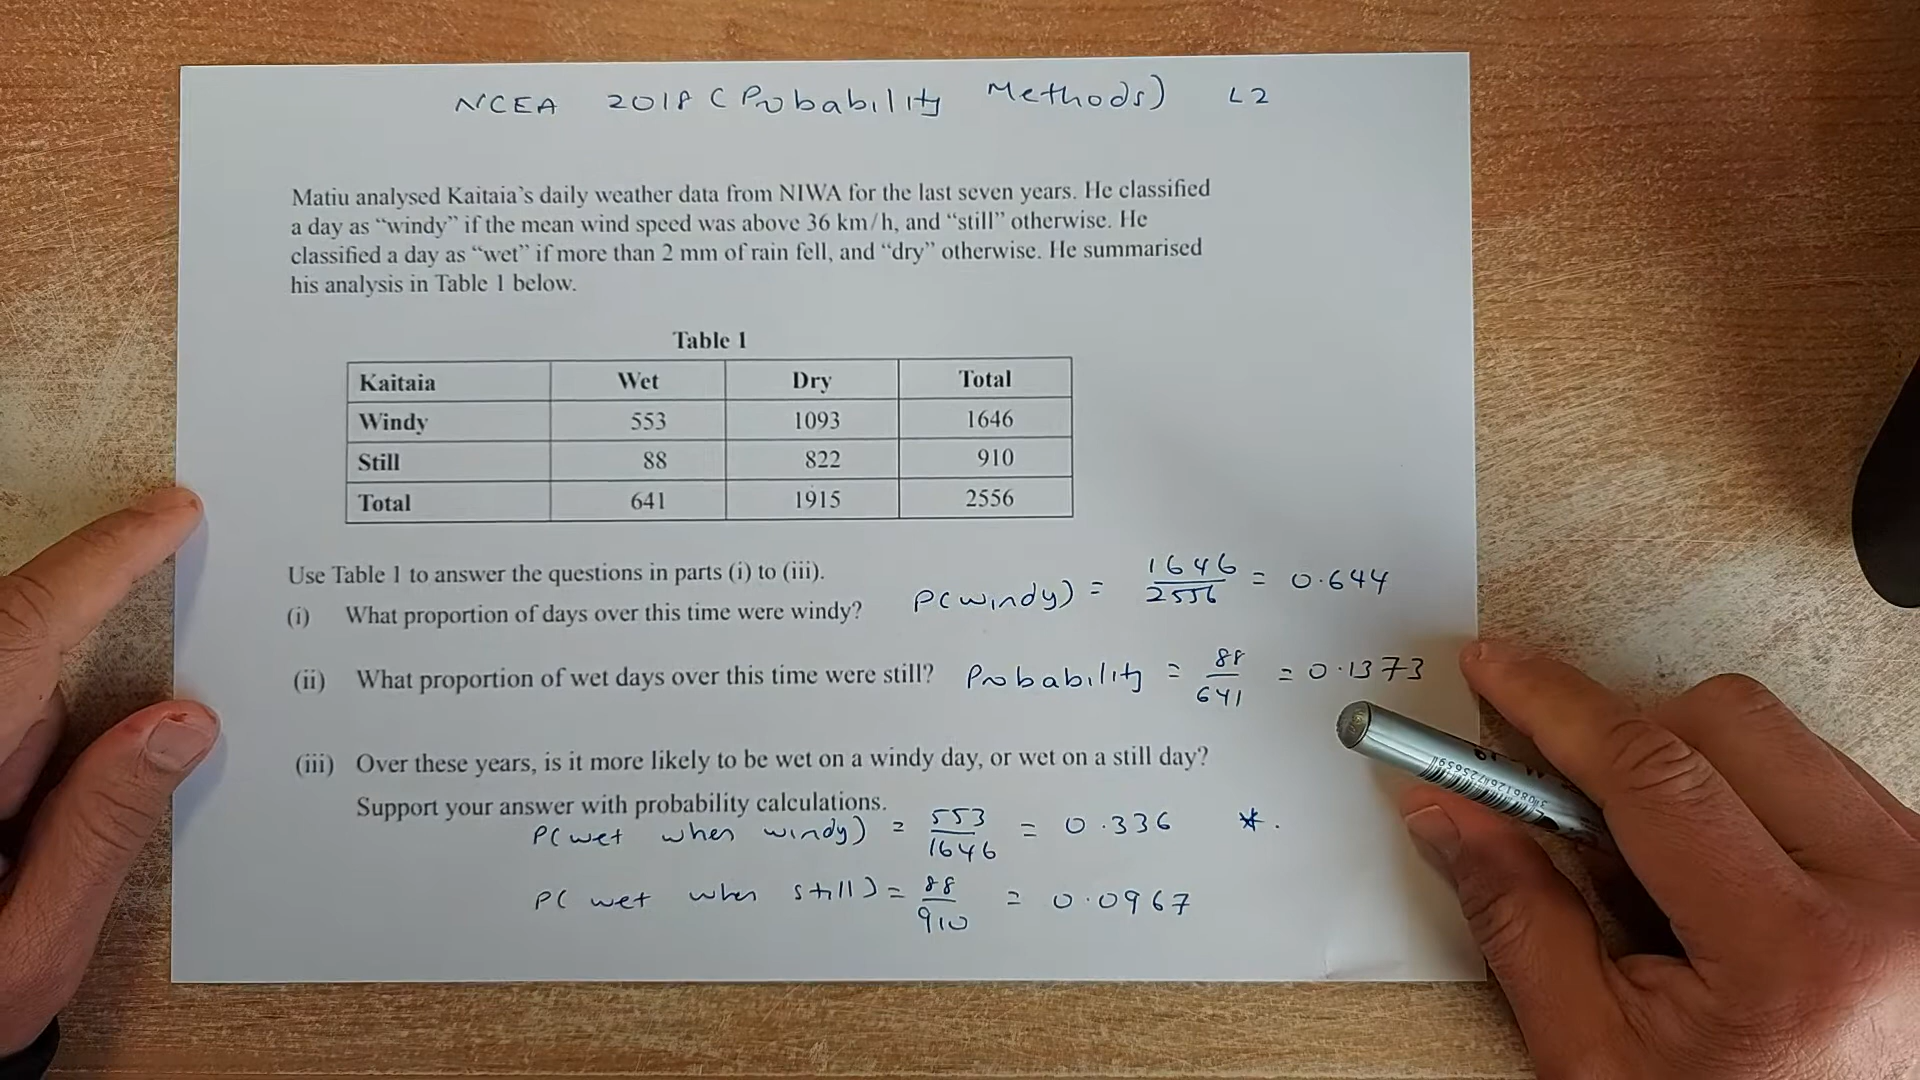 NCEA 2018 (Probability Methods) L2
Matiu analysed Kaitaia's daily weather data from NIWA for the last seven years. He classified
a day as “windy” if the mean wind speed was above 36 km/h, and “still” otherwise. He
classified a day as “wet” if more than 2 mm of rain fell, and “dry” otherwise. He summarised
his analysis in Table 1 below.
Table 1
Kaitaia Wet Dry Total
Windy 553 1093 1646
Still 88 822 910
Total 641 1915 2556
Use Table 1 to answer the questions in parts (i) to (iii).
(i) What proportion of days over this time were windy? P(windy) = 1646/2556 = 0.644
(ii) What proportion of wet days over this time were still? Probability = 88/641 = 0.1373
(iii) Over these years, is it more likely to be wet on a windy day, or wet on a still day?
Support your answer with probability calculations.
P(wet when windy) = 553/1646 = 0.336 *.
P(wet when still) = 88/910 = 0.0967